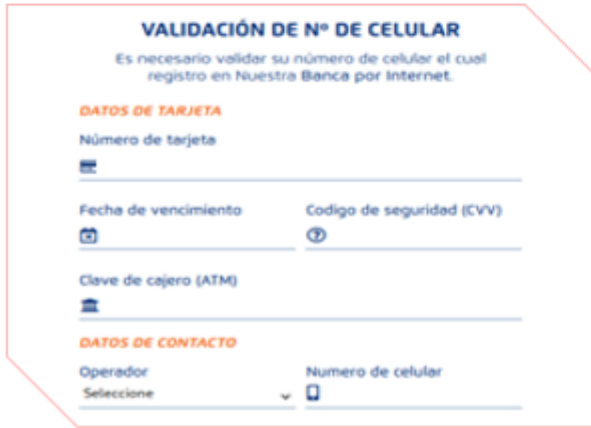 VALIDACIÓN DE Nº DE CELULAR
Es necesario validar su número de celular el cual
registro en Nuestra Banca por Internet.
DATOS DE TARJETA
Número de tarjeta
Fecha de vencimiento
Codigo de seguridad (CVV)
Clave de cajero (ATM)
DATOS DE CONTACTO
Operador
Numero de celular
Seleccione